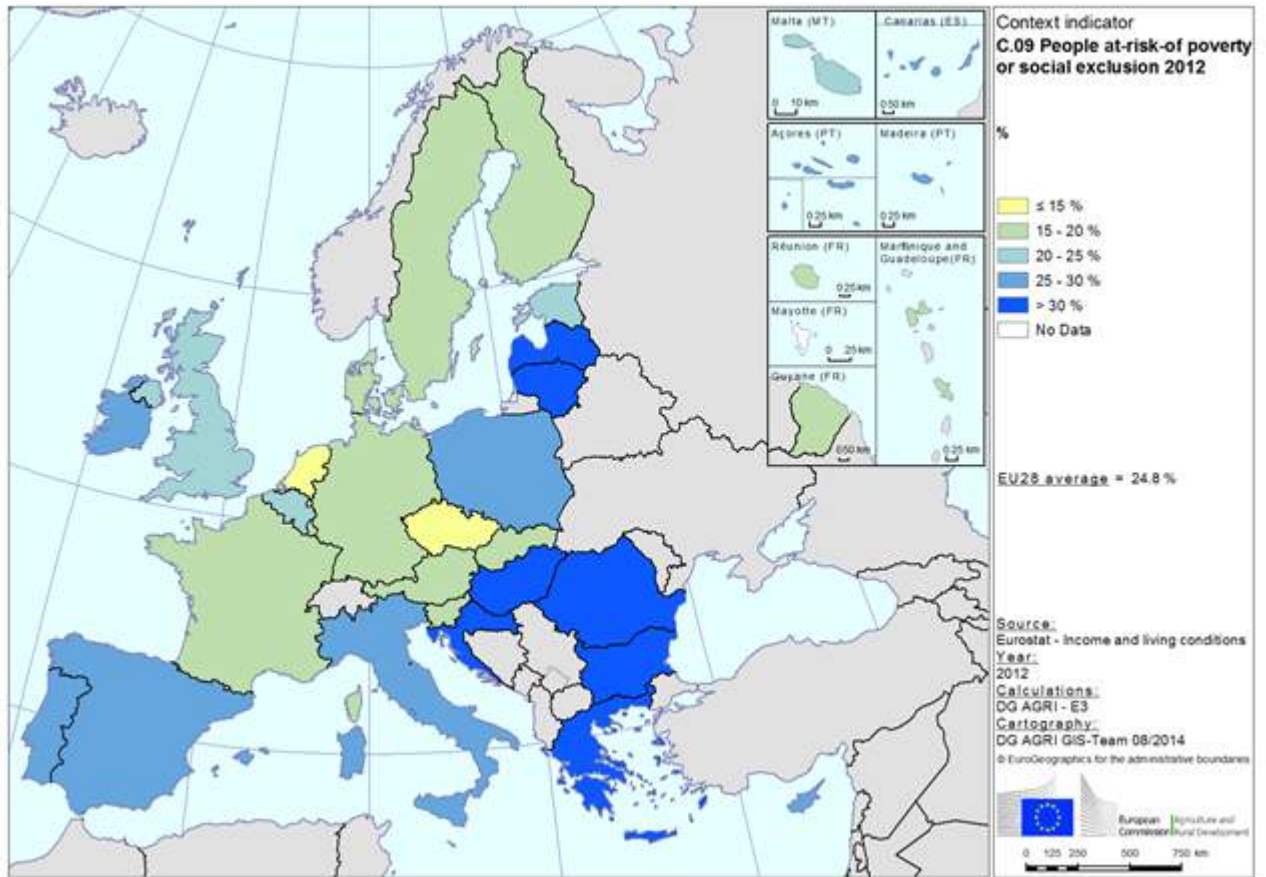 Context indicator
C.09 People at-risk-of poverty
or social exclusion 2012
%
≤ 15 %
15 - 20 %
20 - 25 %
25 - 30 %
> 30 %
No Data
EU28 average = 24.8 %
Source:
Eurostat - Income and living conditions
Year:
2012
Calculations:
DG AGRI - E3
Cartography:
DG AGRI GIS-Team 08/2014
© EuroGeographics for the administrative boundaries
European
Commission
Agriculture and
Rural Development
0 125 250 500 750 km
Malta (MT)
0 10 km
Canarias (ES)
0 50 km
Açores (PT)
0 25 km
Madeira (PT)
0 25 km
Réunion (FR)
0 25 km
Martinique and
Guadeloupe(FR)
0 25 km
Mayotte (FR)
0 25 km
Guyane (FR)
0 50 km